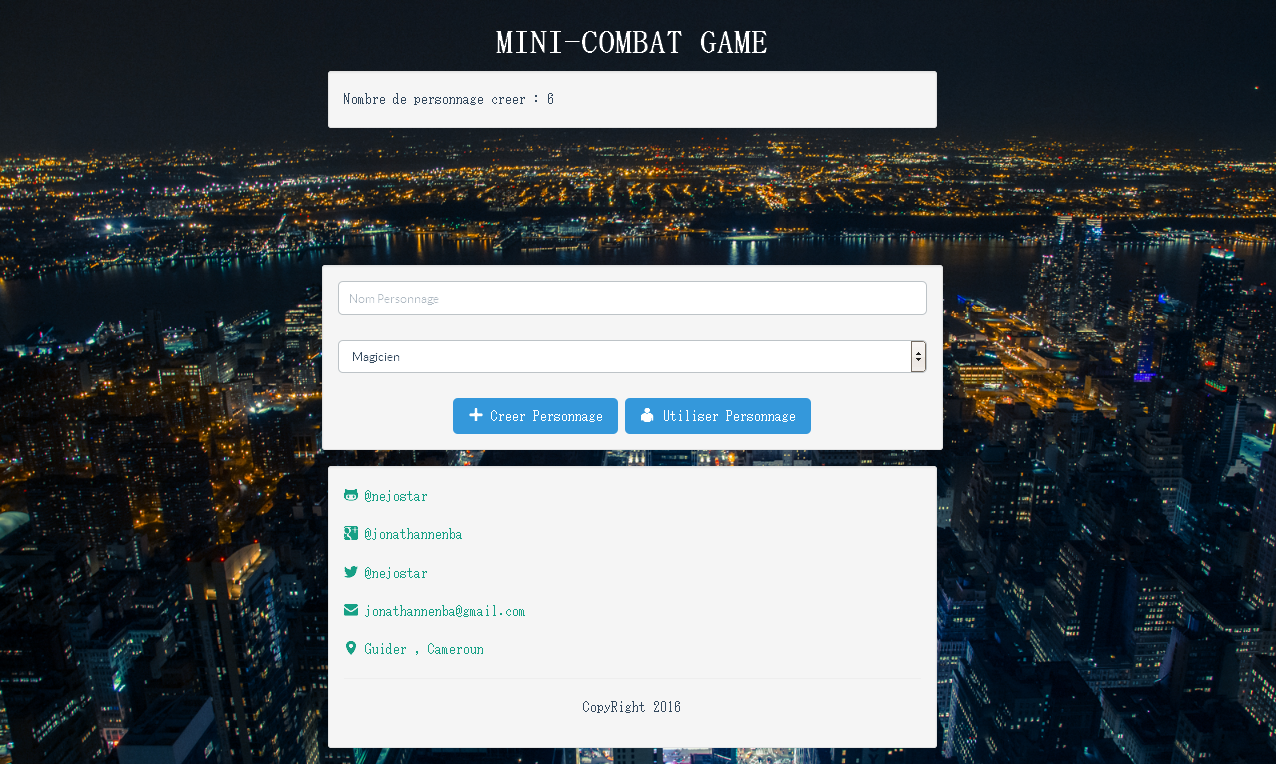 MINI-COMBAT GAME
Nombre de personnage creer : 6
Nom Personnage
Magicien
Creer Personnage
Utiliser Personnage
@nejostar
@jonathannenba
@nejostar
jonathannenba@gmail.com
Guider , Cameroun
CopyRight 2016